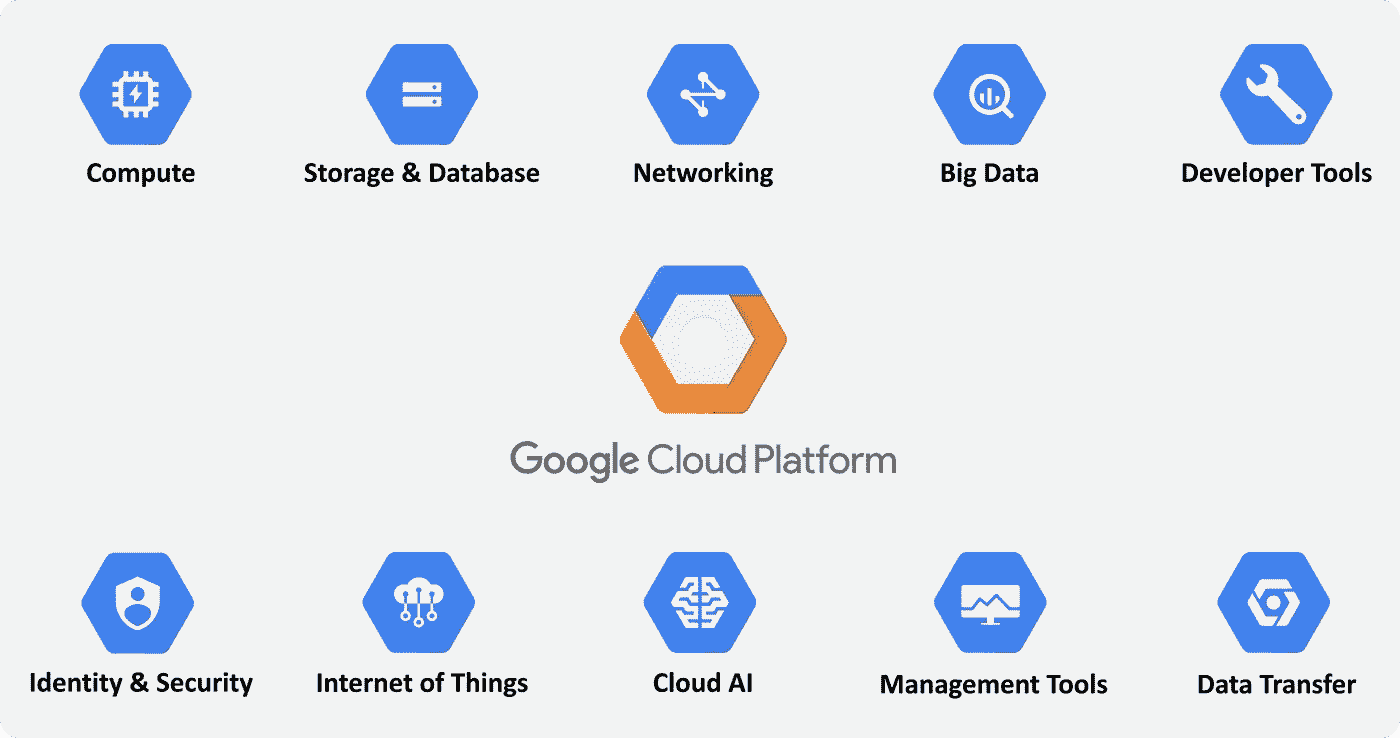 Compute
Storage & Database
Networking
Big Data
Developer Tools
Google Cloud Platform
Identity & Security
Internet of Things
Cloud AI
Management Tools
Data Transfer